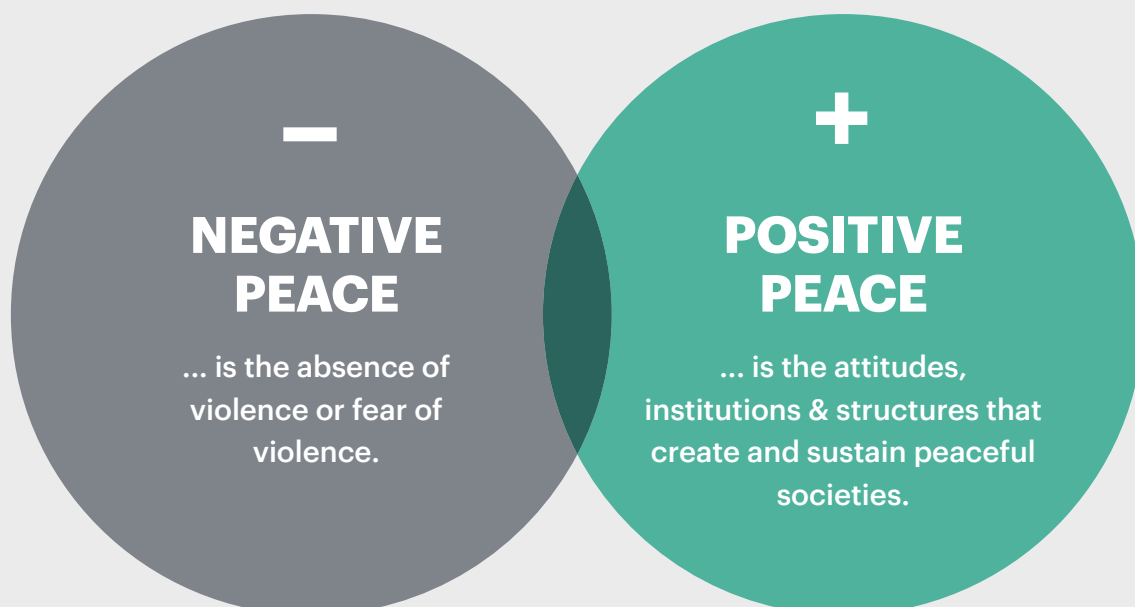 –
NEGATIVE
PEACE
... is the absence of
violence or fear of
violence.
+
POSITIVE
PEACE
... is the attitudes,
institutions & structures that
create and sustain peaceful
societies.